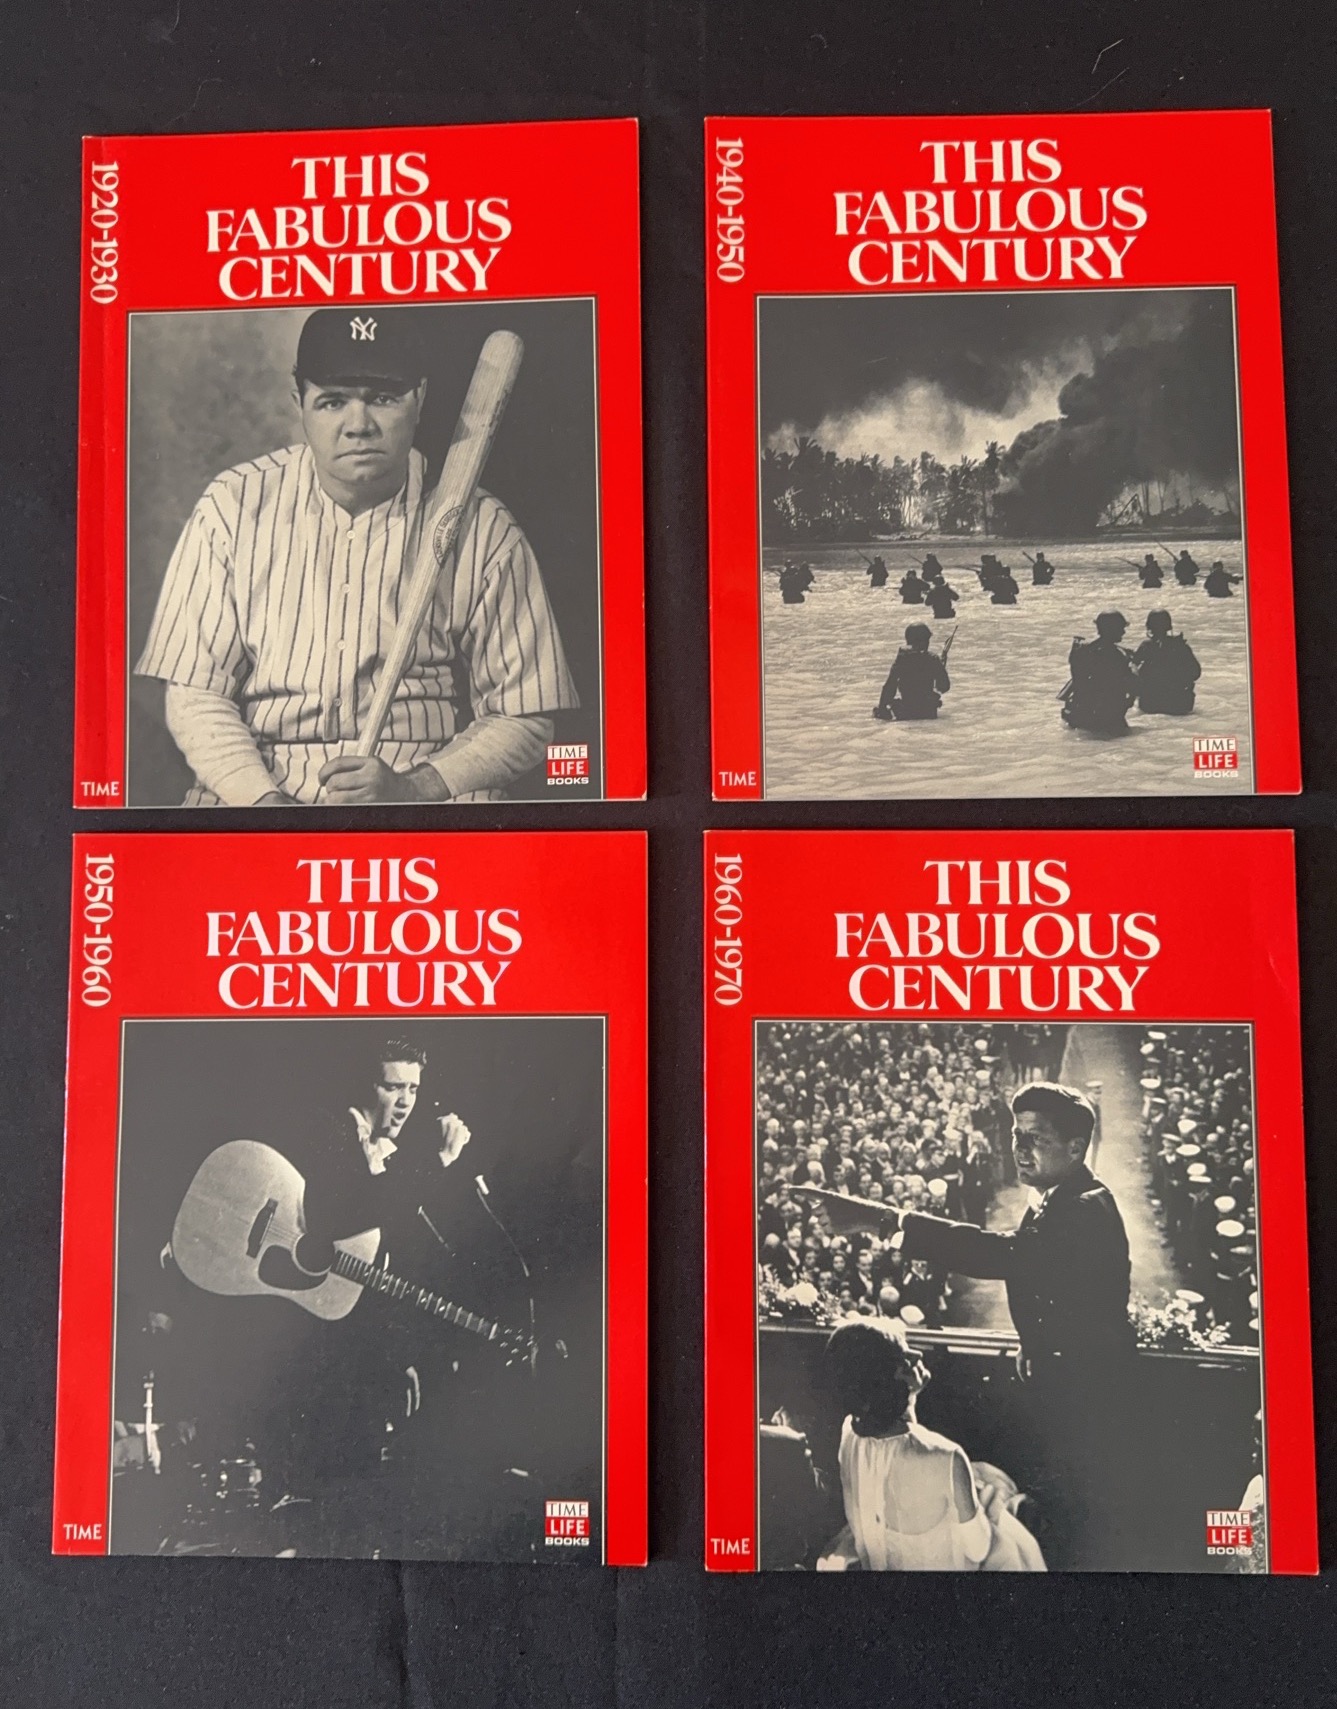 1920-1930
THIS
FABULOUS
CENTURY
NY
TIME
TIME
LIFE
BOOKS
1940-1950
THIS
FABULOUS
CENTURY
TIME
TIME
LIFE
BOOKS
1950-1960
THIS
FABULOUS
CENTURY
TIME
TIME
LIFE
BOOKS
1960-1970
THIS
FABULOUS
CENTURY
TIME
TIME
LIFE
BOOKS